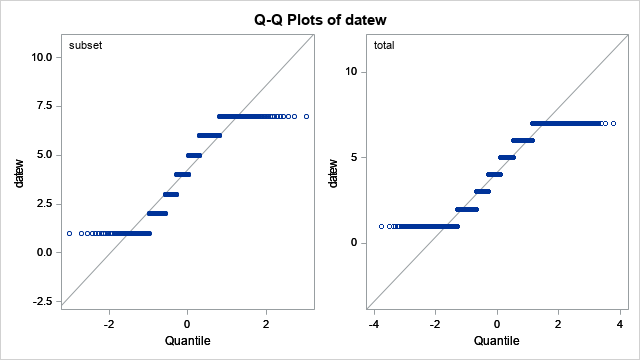 Q-Q Plots of datew
subset
10.0
7.5
5.0
2.5
0.0
-2.5
datew
-2
0
2
Quantile
total
10
5
0
datew
-4
-2
0
2
4
Quantile